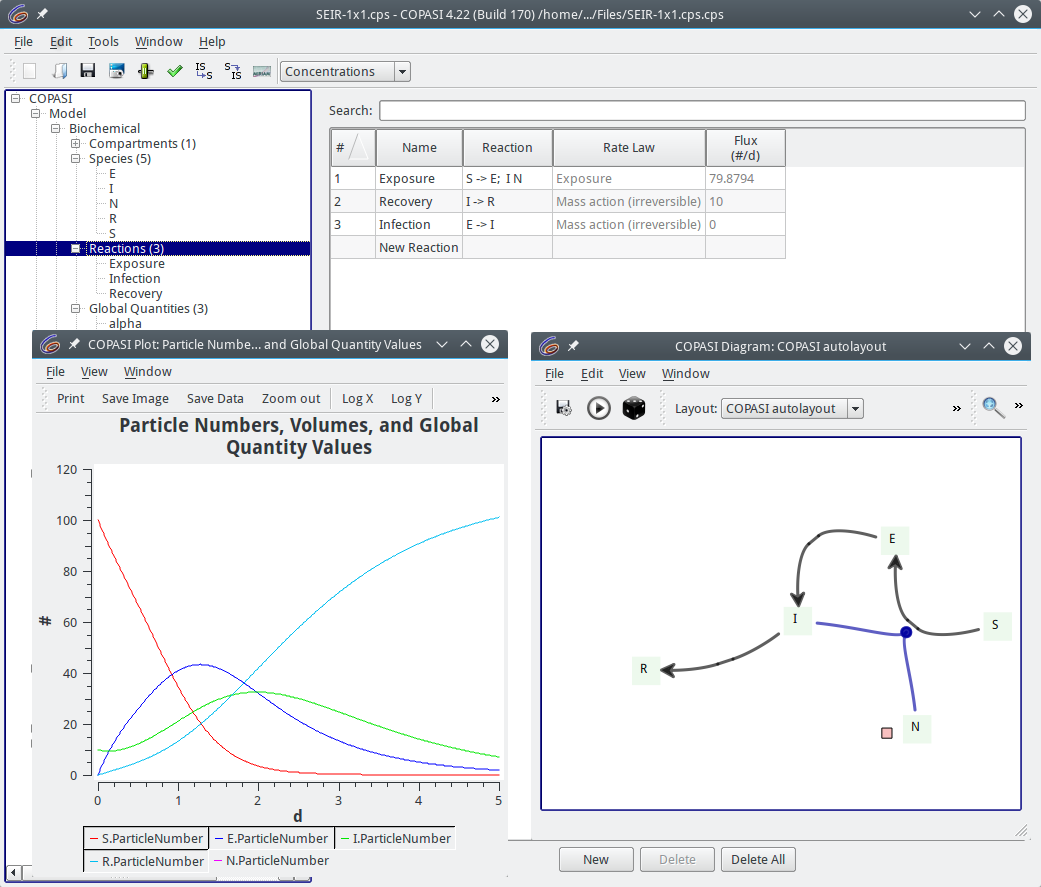 SEIR-1x1.cps - COPASI 4.22 (Build 170) /home/.../Files/SEIR-1x1.cps.cps
File Edit Tools Window Help
Concentrations
COPASI
Model
Biochemical
Compartments (1)
Species (5)
E
I
N
R
S
Reactions (3)
Exposure
Infection
Recovery
Global Quantities (3)
alpha
Search:
# Name Reaction Rate Law Flux (#/d)
1 Exposure S -> E; I N Exposure 79.8794
2 Recovery I -> R Mass action (irreversible) 10
3 Infection E -> I Mass action (irreversible) 0
New Reaction
COPASI Plot: Particle Numbe... and Global Quantity Values
File View Window
Print Save Image Save Data Zoom out Log X Log Y »
Particle Numbers, Volumes, and Global
Quantity Values
120
100
80
60
40
20
0
#
0 1 2 3 4 5
d
S.ParticleNumber E.ParticleNumber I.ParticleNumber
R.ParticleNumber N.ParticleNumber
COPASI Diagram: COPASI autolayout
File Edit View Window
Layout: COPASI autolayout » »
E
I
S
R
N
New Delete Delete All